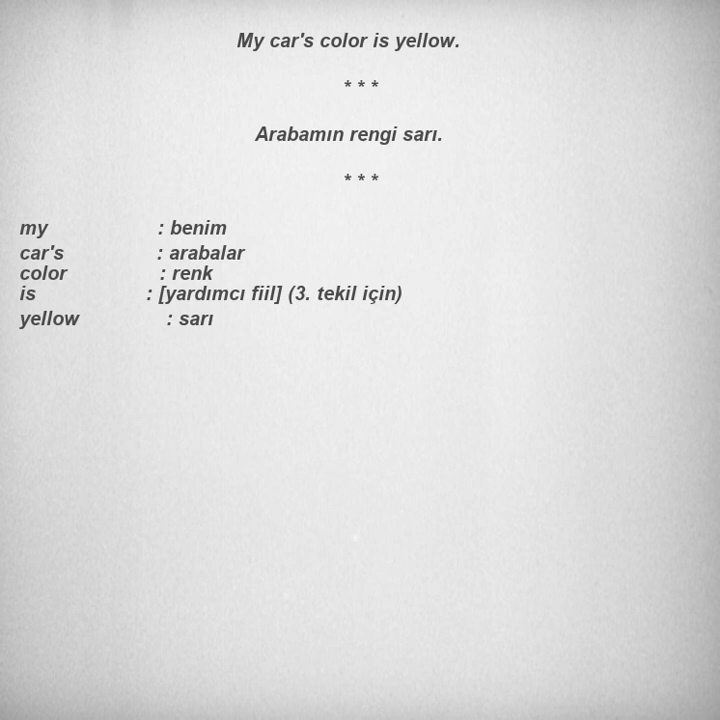 My car's color is yellow.
* * *
Arabamın rengi sarı.
* * *
my : benim
car's : arabalar
color : renk
is : [yardımcı fiil] (3. tekil için)
yellow : sarı